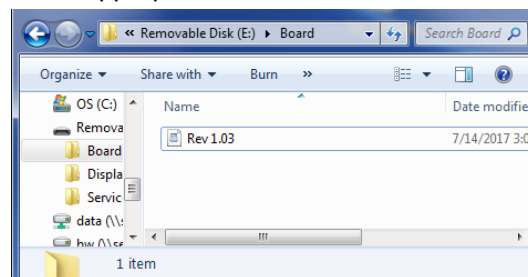 « Removable Disk (E:) ▸ Board
Search Board
Organize
Share with
Burn
»
OS (C:)
Name
Date modifie
Remova
Rev 1.03
7/14/2017 3:0
Board
Displa
Servic
data (\\
1 item